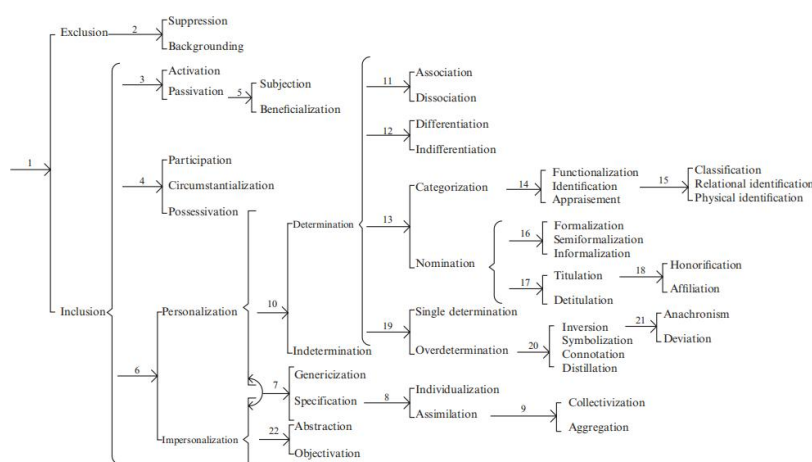 1
Exclusion
2
Suppression
Backgrounding
Inclusion
3
Activation
Passivation
5
Subjection
Beneficialization
4
Participation
Circumstantialization
Possessivation
6
Personalization
Impersonalization
10
Determination
Indetermination
7
Genericization
Specification
8
Individualization
Assimilation
9
Collectivization
Aggregation
22
Abstraction
Objectivation
11
Association
Dissociation
12
Differentiation
Indifferentiation
13
Categorization
Nomination
14
Functionalization
Identification
Appraisement
15
Classification
Relational identification
Physical identification
16
Formalization
Semiformalization
Informalization
17
Titulation
Detitulation
18
Honorification
Affiliation
19
Single determination
Overdetermination
20
Inversion
Symbolization
Connotation
Distillation
21
Anachronism
Deviation